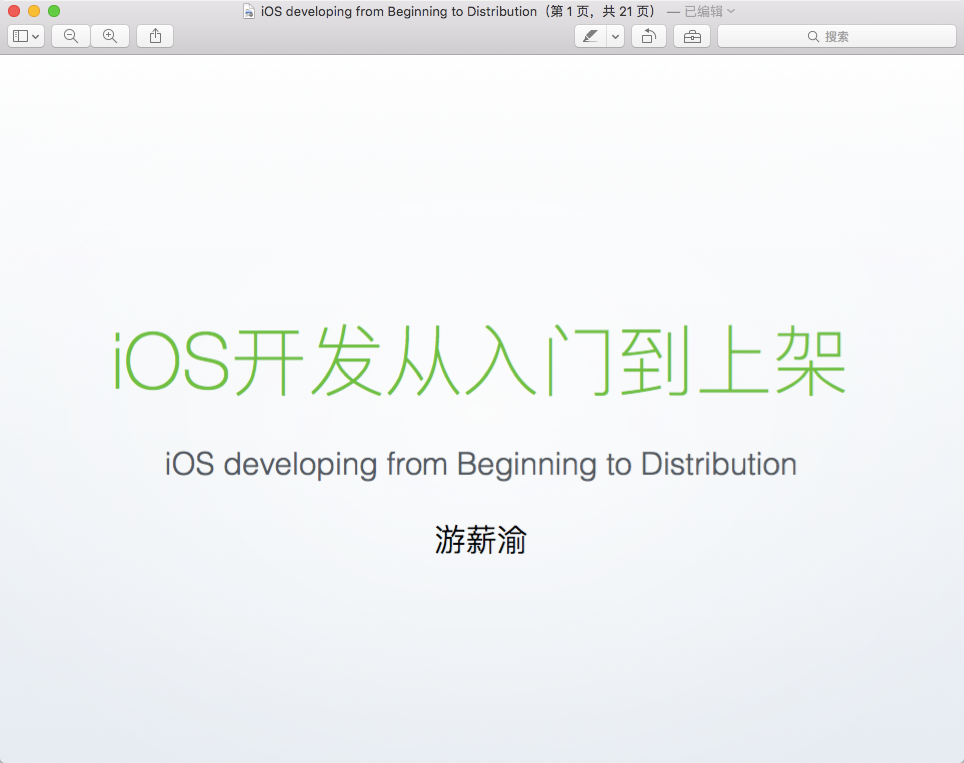 iOS developing from Beginning to Distribution（第 1 页，共 21 页） — 已编辑
搜索
iOS开发从入门到上架
iOS developing from Beginning to Distribution
游薪渝